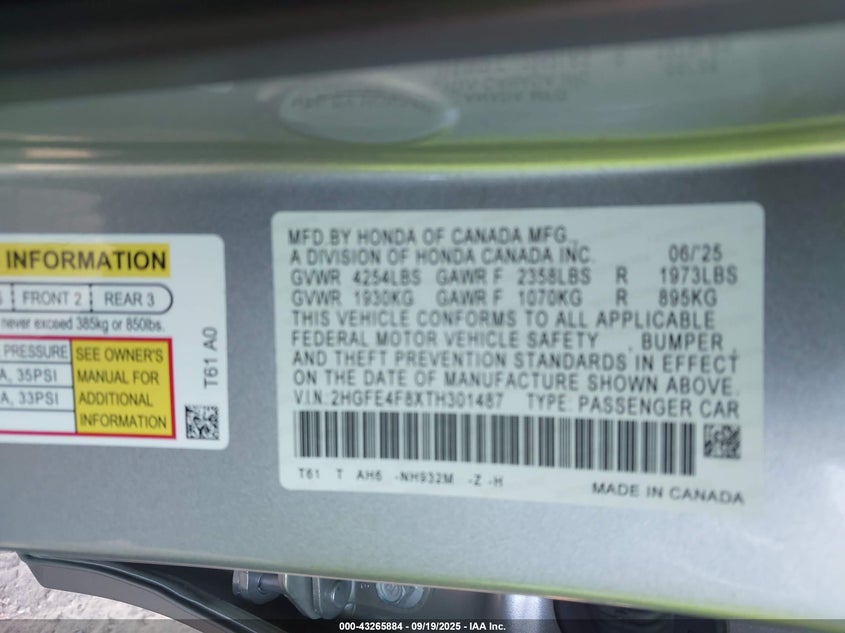 INFORMATION
FRONT 2 REAR 3
never exceed 385kg or 850lbs.
PRESSURE
A, 35PSI
A, 33PSI
SEE OWNER'S
MANUAL FOR
ADDITIONAL
INFORMATION
T61 A0
MFD.BY HONDA OF CANADA MFG.,
A DIVISION OF HONDA CANADA INC. 06/'25
GVWR 4254LBS GAWR F 2358LBS R 1973LBS
GVWR 1930KG GAWR F 1070KG R 895KG
THIS VEHICLE CONFORMS TO ALL APPLICABLE
FEDERAL MOTOR VEHICLE SAFETY , BUMPER ,
AND THEFT PREVENTION STANDARDS IN EFFECT
ON THE DATE OF MANUFACTURE SHOWN ABOVE.
V.I.N.:2HGFE4F8XTH301487 TYPE: PASSENGER CAR
T61 T AH6 -NH932M -Z -H
MADE IN CANADA
000-43265884 - 09/19/2025 - IAA Inc.